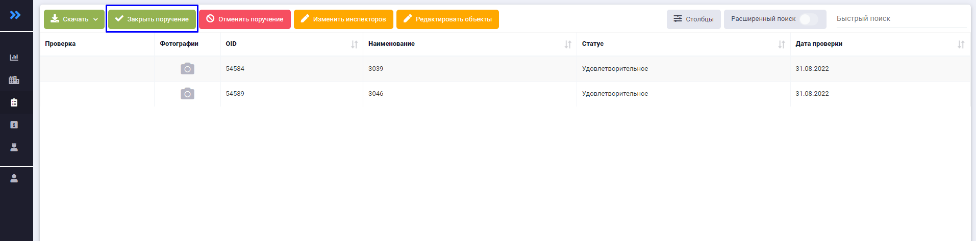 Скачать Закрыть поручение Отменить поручение Изменить инспекторов Редактировать объекты Столбцы Расширенный поиск Быстрый поиск
Проверка Фотографии OID Наименование Статус Дата проверки
54584 3039 Удовлетворительное 31.08.2022
54589 3046 Удовлетворительное 31.08.2022